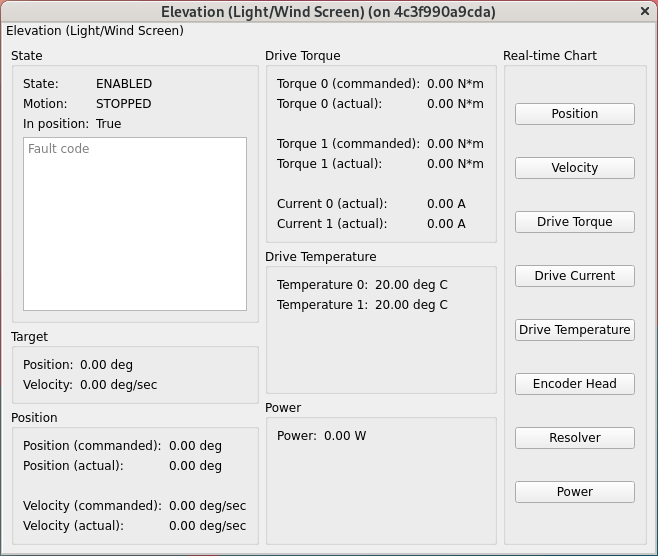 Elevation (Light/Wind Screen) (on 4c3f990a9cda) ×
Elevation (Light/Wind Screen)
State
State: ENABLED
Motion: STOPPED
In position: True
Fault code
Target
Position: 0.00 deg
Velocity: 0.00 deg/sec
Position
Position (commanded): 0.00 deg
Position (actual): 0.00 deg
Velocity (commanded): 0.00 deg/sec
Velocity (actual): 0.00 deg/sec
Drive Torque
Torque 0 (commanded): 0.00 N*m
Torque 0 (actual): 0.00 N*m
Torque 1 (commanded): 0.00 N*m
Torque 1 (actual): 0.00 N*m
Current 0 (actual): 0.00 A
Current 1 (actual): 0.00 A
Drive Temperature
Temperature 0: 20.00 deg C
Temperature 1: 20.00 deg C
Power
Power: 0.00 W
Real-time Chart
Position
Velocity
Drive Torque
Drive Current
Drive Temperature
Encoder Head
Resolver
Power